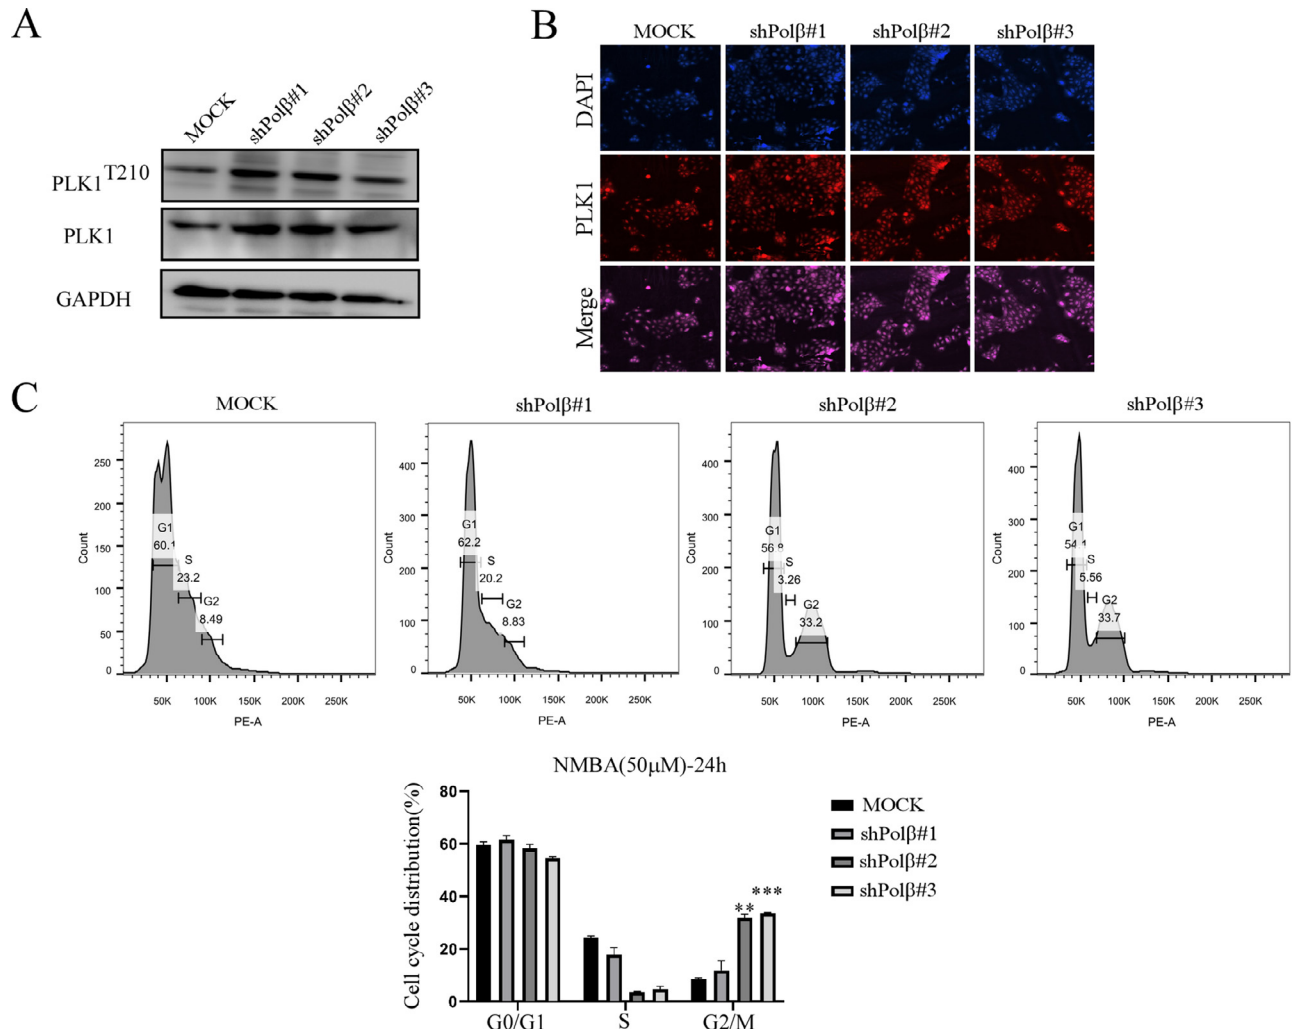 A
MOCK shPolβ#1 shPolβ#2 shPolβ#3
PLK1T210
PLK1
GAPDH
B
MOCK shPolβ#1 shPolβ#2 shPolβ#3
DAPI
PLK1
Merge
C
MOCK
Count
250
200
150
100
50
0
G1
60.1
S
23.2
G2
8.49
50K 100K 150K 200K 250K
PE-A
shPolβ#1
Count
400
300
200
100
0
G1
62.2
S
20.2
G2
8.83
50K 100K 150K 200K 250K
PE-A
shPolβ#2
Count
400
300
200
100
0
G1
56.8
S
3.26
G2
33.2
50K 100K 150K 200K 250K
PE-A
shPolβ#3
Count
400
300
200
100
0
G1
54.1
S
5.56
G2
33.7
50K 100K 150K 200K 250K
PE-A
NMBA(50μM)-24h
Cell cycle distribution(%)
80
60
40
20
0
** ***
G0/G1 S G2/M
MOCK
shPolβ#1
shPolβ#2
shPolβ#3